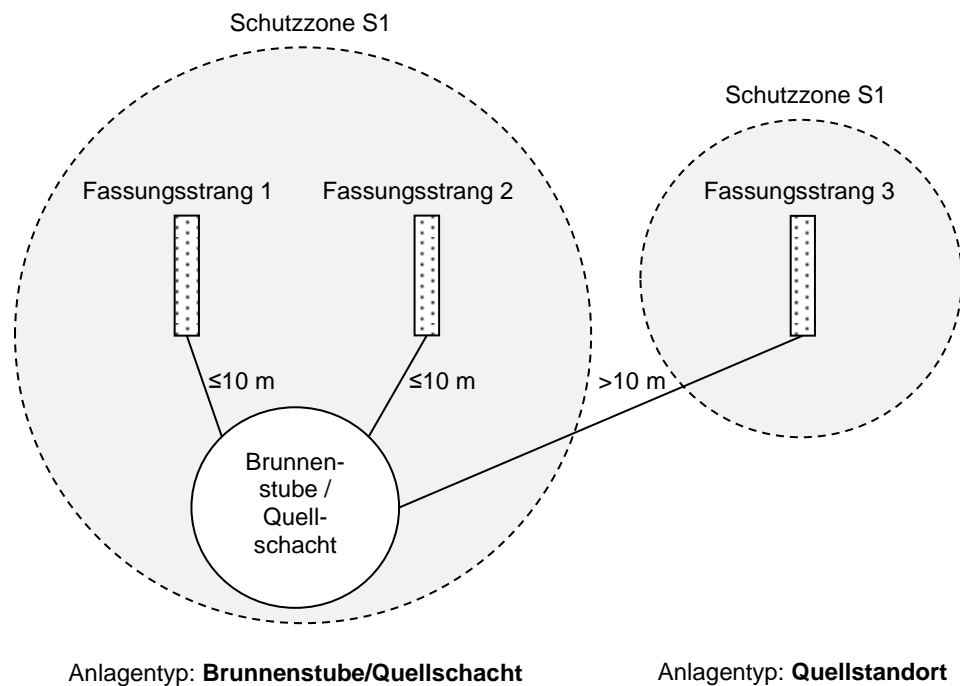 Schutzzone S1
Schutzzone S1
Fassungsstrang 1
Fassungsstrang 2
Fassungsstrang 3
≤10 m
≤10 m
>10 m
Brunnen-
stube /
Quell-
schacht
Anlagentyp: Brunnenstube/Quellschacht
Anlagentyp: Quellstandort